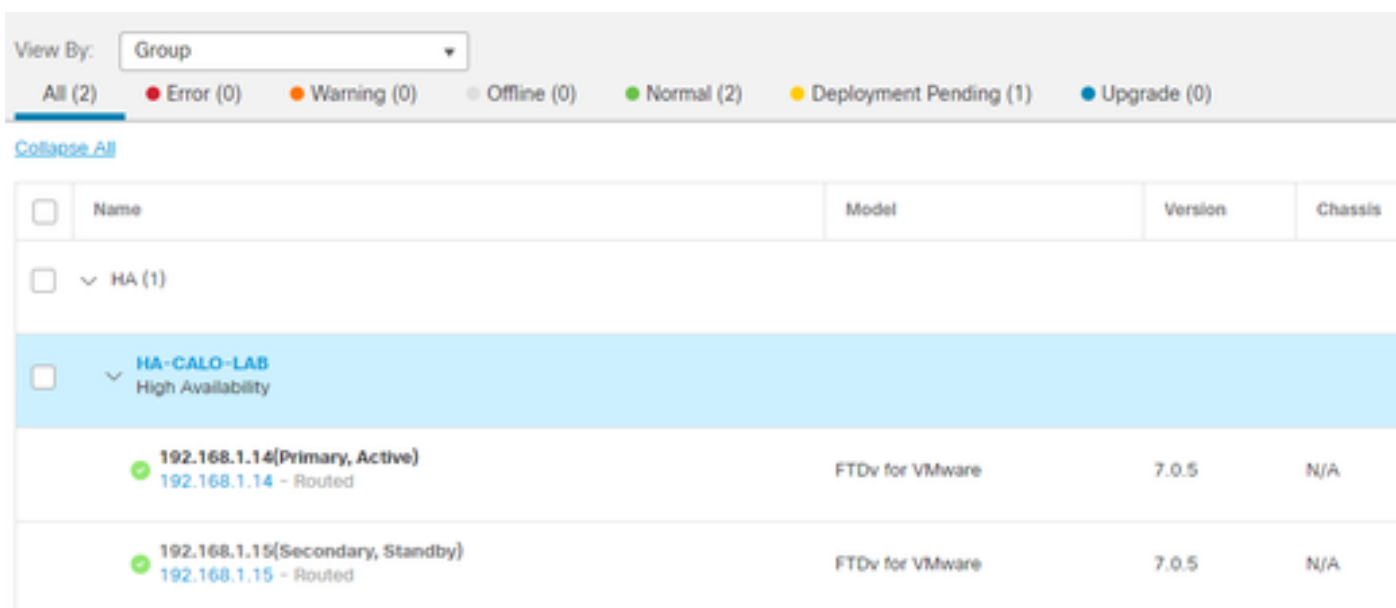 View By: Group
All (2) Error (0) Warning (0) Offline (0) Normal (2) Deployment Pending (1) Upgrade (0)
Collapse All
Name Model Version Chassis
HA (1)
HA-CALO-LAB
High Availability
192.168.1.14(Primary, Active)
192.168.1.14 - Routed
FTDv for VMware 7.0.5 N/A
192.168.1.15(Secondary, Standby)
192.168.1.15 - Routed
FTDv for VMware 7.0.5 N/A